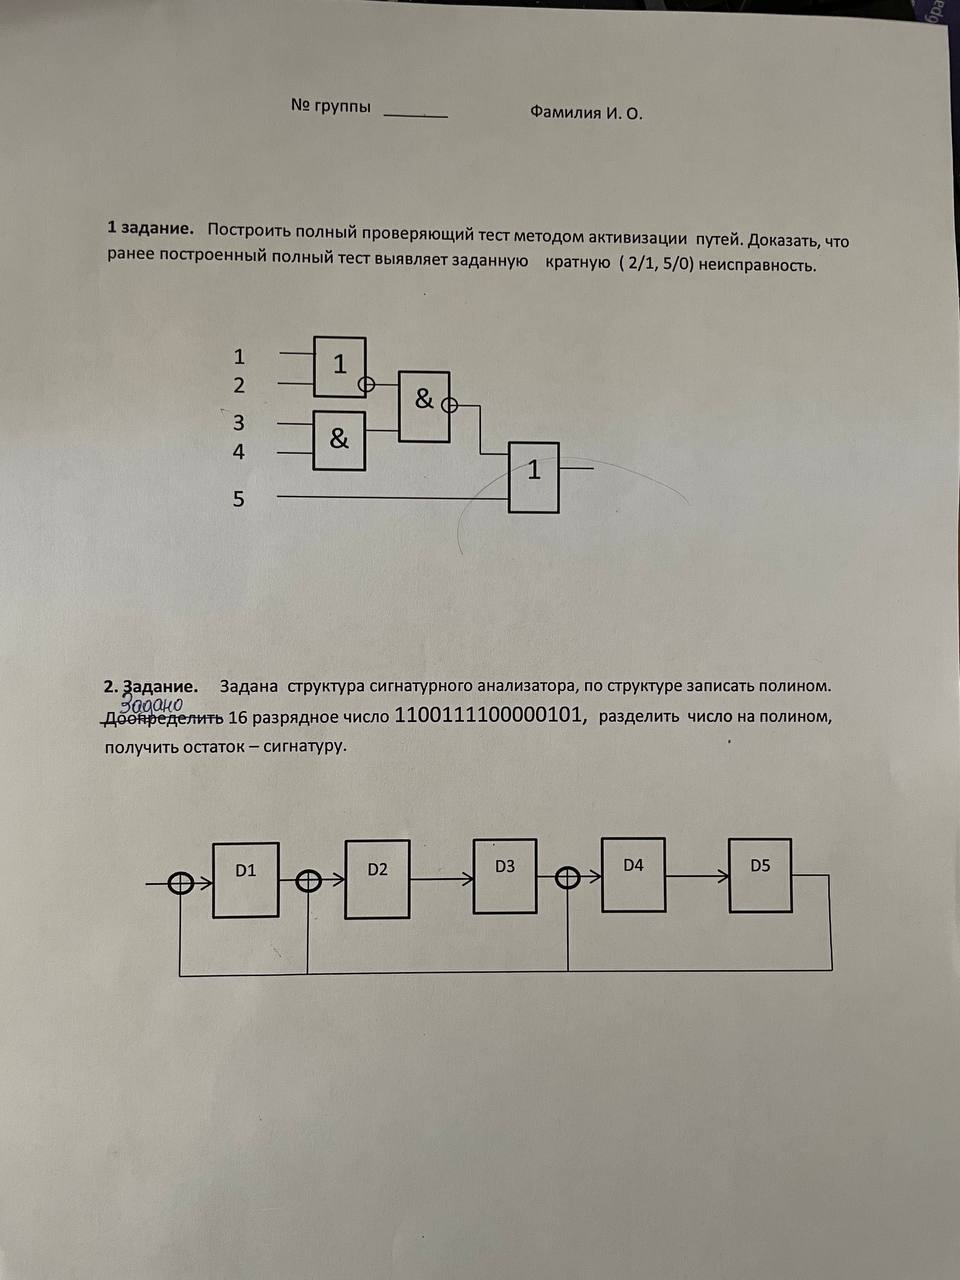 № группы ______ Фамилия И. О.
1 задание. Построить полный проверяющий тест методом активизации путей. Доказать, что
ранее построенный полный тест выявляет заданную кратную ( 2/1, 5/0) неисправность.
1
2
3
4
5
1
&
&
1
2. Задание. Задана структура сигнатурного анализатора, по структуре записать полином.
Задано
Доопределить 16 разрядное число 1100111100000101, разделить число на полином,
получить остаток – сигнатуру.
D1 D2 D3 D4 D5